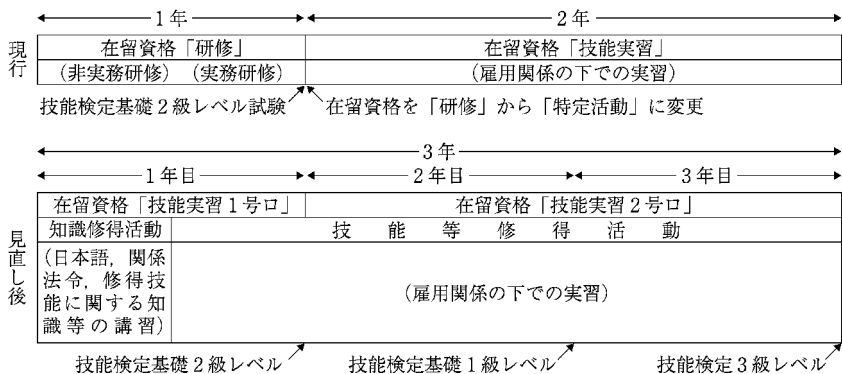 1年 2年
現行
在留資格「研修」 在留資格「技能実習」
(非実務研修) (実務研修) (雇用関係の下での実習)
技能検定基礎2級レベル試験 在留資格を「研修」から「特定活動」に変更
3年
1年目 2年目 3年目
見直し後
在留資格「技能実習1号ロ」 在留資格「技能実習2号ロ」
知識修得活動 技能等修得活動
(日本語,関係
法令,修得技
能に関する知
識等の講習)
(雇用関係の下での実習)
技能検定基礎2級レベル 技能検定基礎1級レベル 技能検定3級レベル